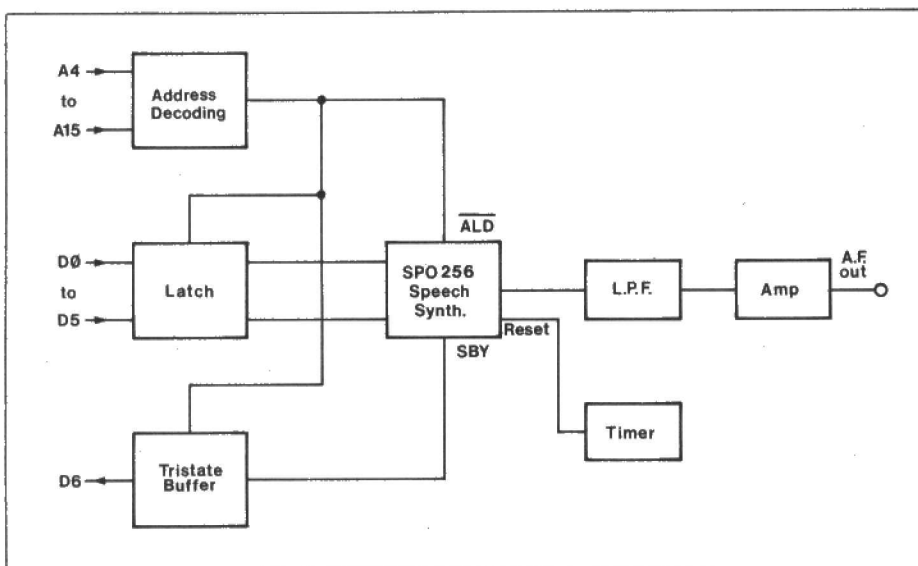 A4
to
A15
Address
Decoding
ALD
DØ
to
D5
Latch
SPO 256
Speech
Synth.
Reset
SBY
L.P.F.
Amp
A.F.
out
Timer
D6
Tristate
Buffer